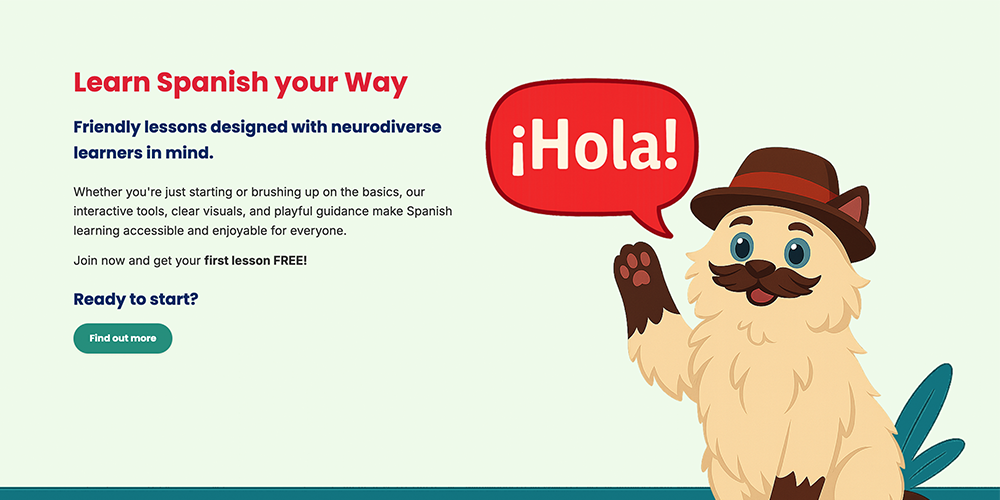 Learn Spanish your Way
Friendly lessons designed with neurodiverse
learners in mind.
Whether you're just starting or brushing up on the basics, our
interactive tools, clear visuals, and playful guidance make Spanish
learning accessible and enjoyable for everyone.
Join now and get your first lesson FREE!
Ready to start?
Find out more
¡Hola!